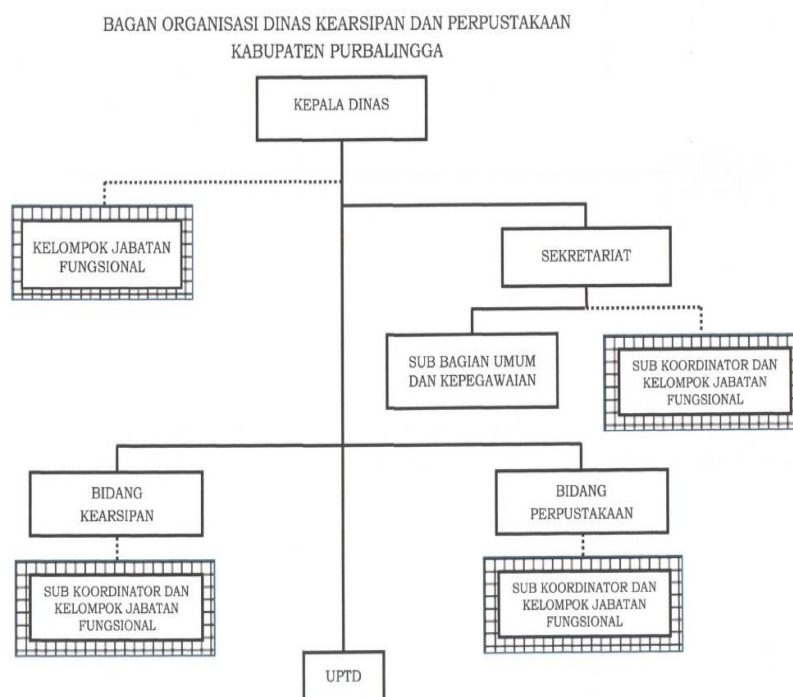 BAGAN ORGANISASI DINAS KEARSIPAN DAN PERPUSTAKAAN
KABUPATEN PURBALINGGA
KEPALA DINAS
KELOMPOK JABATAN
FUNGSIONAL
SEKRETARIAT
SUB BAGIAN UMUM
DAN KEPEGAWAIAN
SUB KOORDINATOR DAN
KELOMPOK JABATAN
FUNGSIONAL
BIDANG
KEARSIPAN
BIDANG
PERPUSTAKAAN
SUB KOORDINATOR DAN
KELOMPOK JABATAN
FUNGSIONAL
SUB KOORDINATOR DAN
KELOMPOK JABATAN
FUNGSIONAL
UPTD